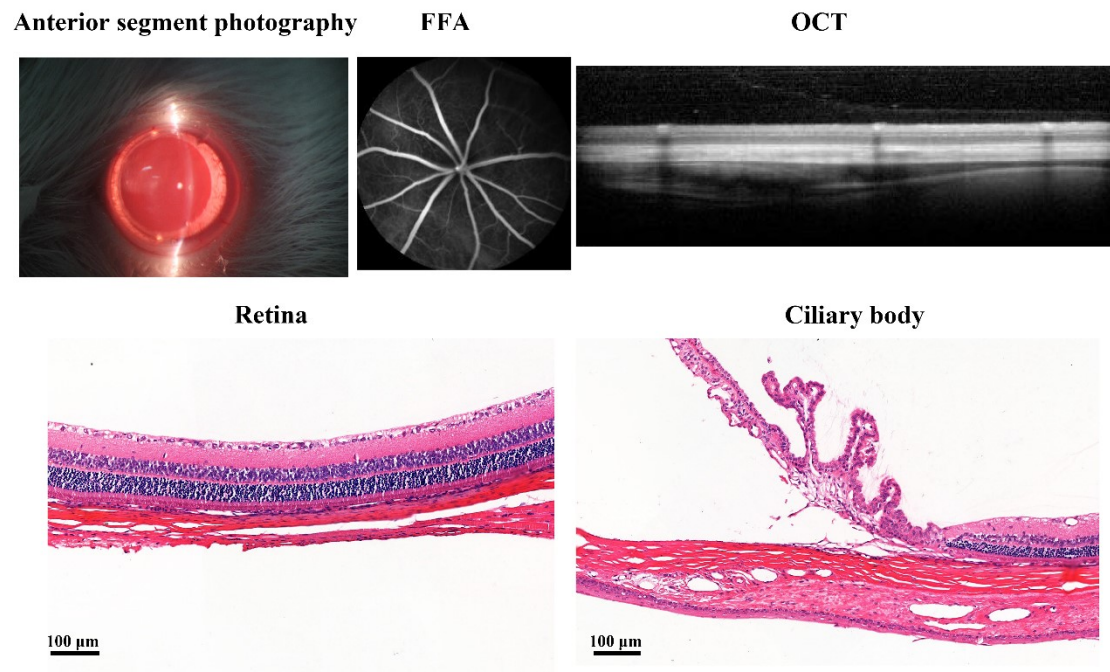 Anterior segment photography
FFA
OCT
Retina
Ciliary body
100 μm
100 μm